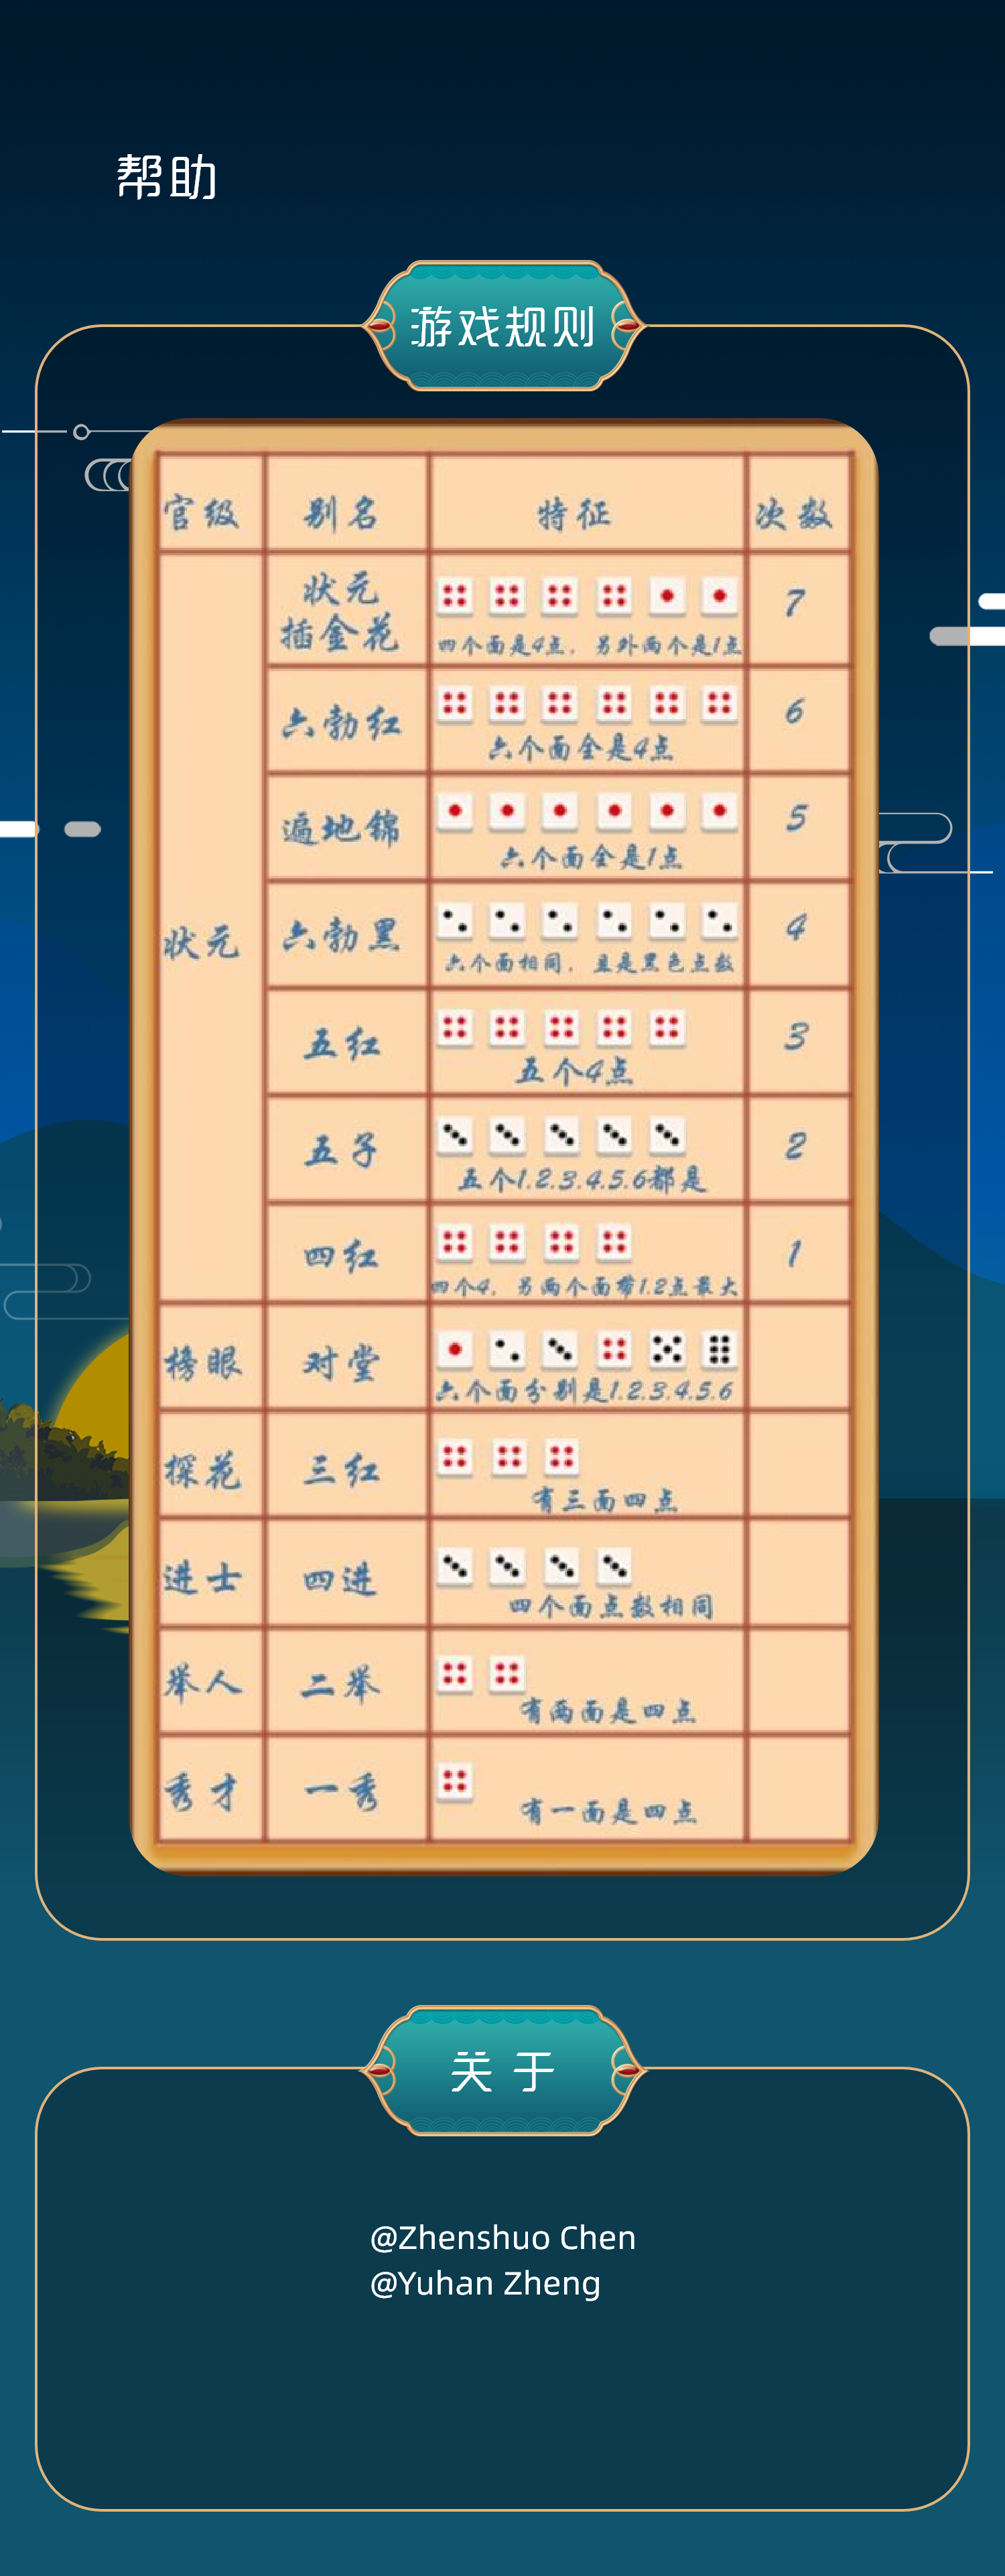 帮助
游戏规则
官级 别名 特征 次数
状元
状元
插金花
四个面是4点，另外两个是1点
7
六勃红
六个面全是4点
6
遍地锦
六个面全是1点
5
六勃黑
六个面相同，且是黑色点数
4
五红
五个4点
3
五子
五个1.2.3.4.5.6都是
2
四红
四个4，另两个面带1.2点最大
1
榜眼 对堂
六个面分别是1.2.3.4.5.6
探花 三红
有三面四点
进士 四进
四个面点数相同
举人 二举
有两面是四点
秀才 一秀
有一面是四点
关于
@Zhenshuo Chen
@Yuhan Zheng